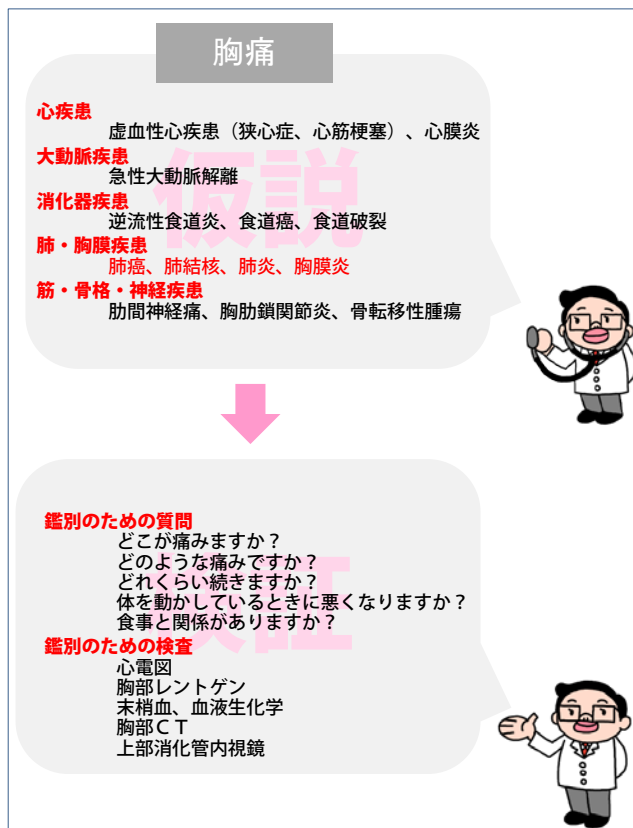 胸痛
仮説
心疾患
虚血性心疾患（狭心症、心筋梗塞）、心膜炎
大動脈疾患
急性大動脈解離
消化器疾患
逆流性食道炎、食道癌、食道破裂
肺・胸膜疾患
肺癌、肺結核、肺炎、胸膜炎
筋・骨格・神経疾患
肋間神経痛、胸肋鎖関節炎、骨転移性腫瘍
検証
鑑別のための質問
どこが痛みますか？
どのような痛みですか？
どれくらい続きますか？
体を動かしているときに悪くなりますか？
食事と関係がありますか？
鑑別のための検査
心電図
胸部レントゲン
末梢血、血液生化学
胸部ＣＴ
上部消化管内視鏡